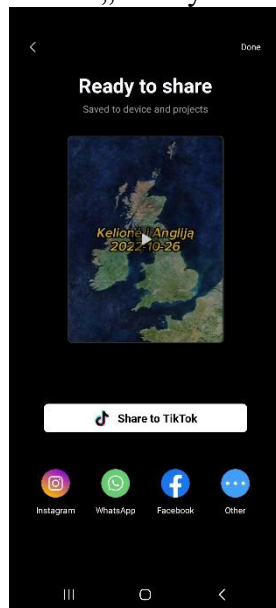 Done
Ready to share
Saved to device and projects
Kelionė į Angliją
2022-10-26
Share to TikTok
Instagram WhatsApp Facebook Other